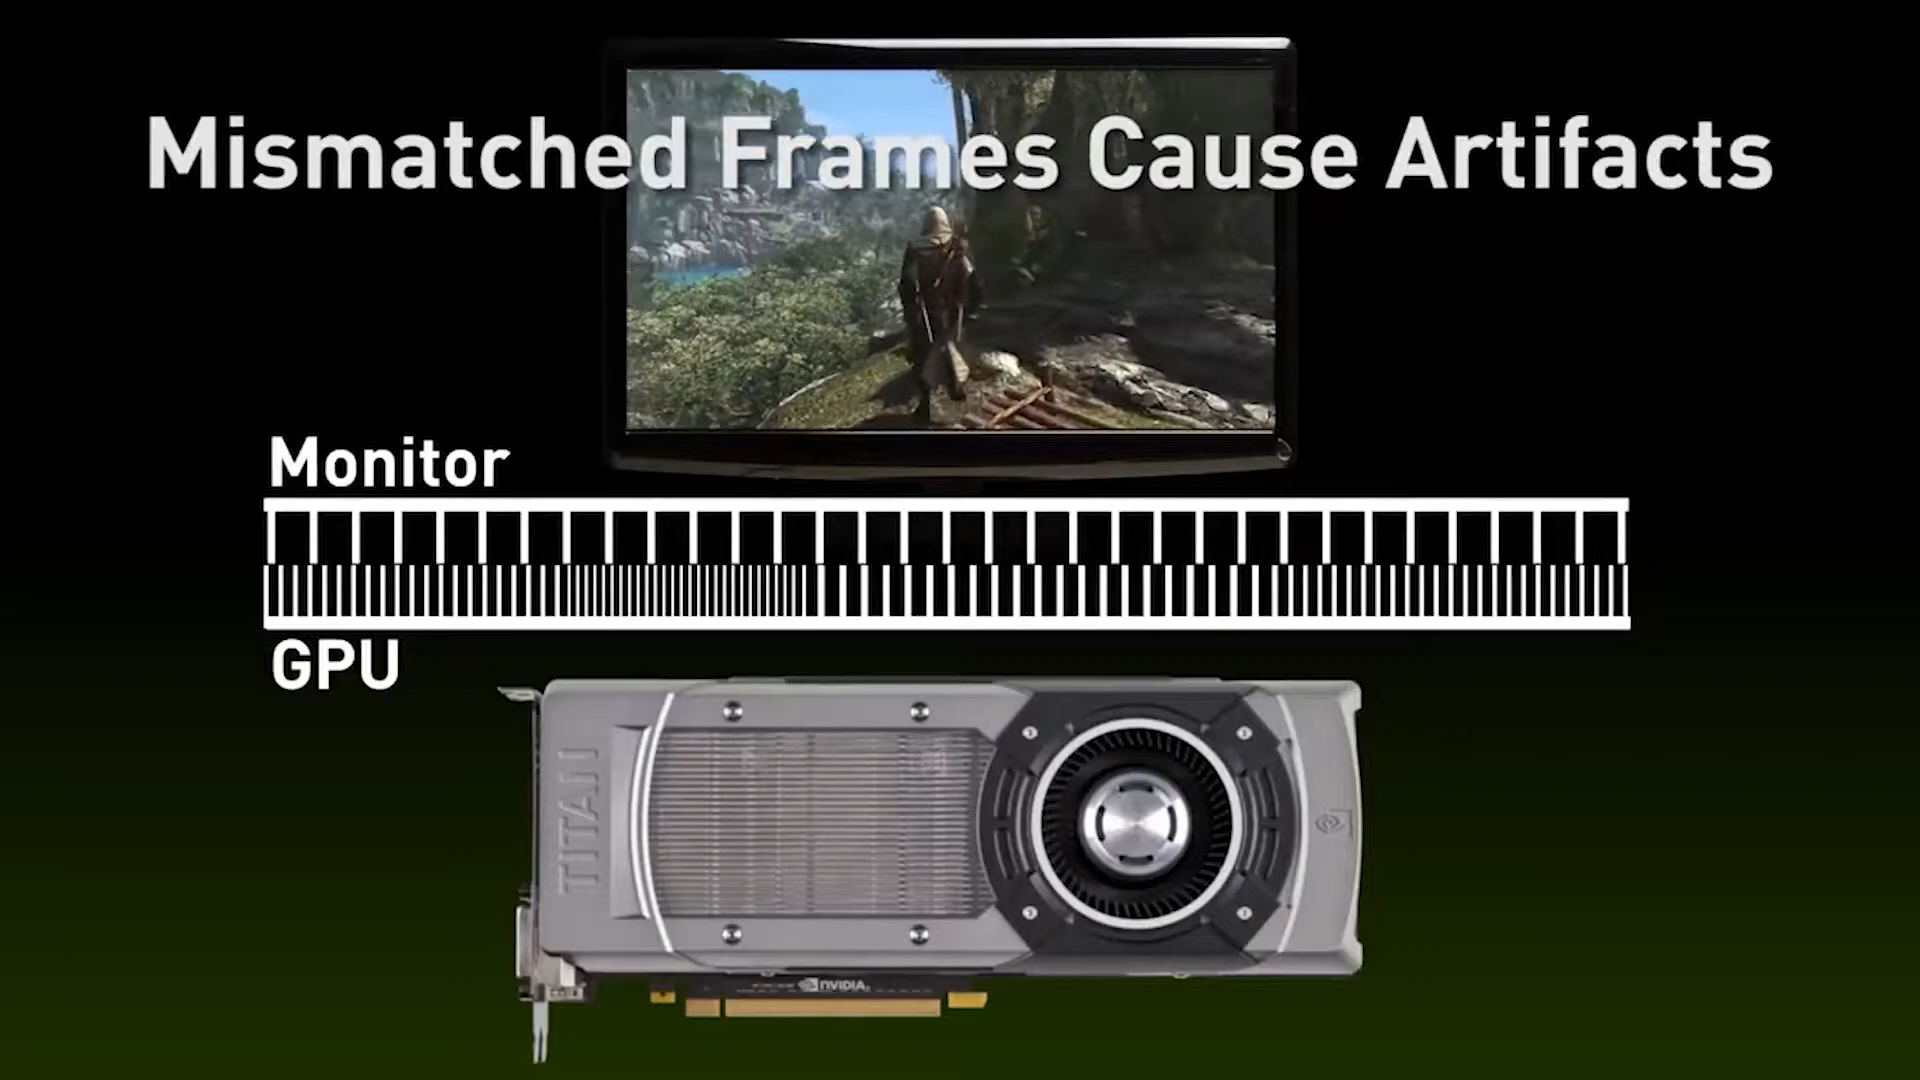 Mismatched Frames Cause Artifacts
Monitor
GPU
TITAN
NVIDIA